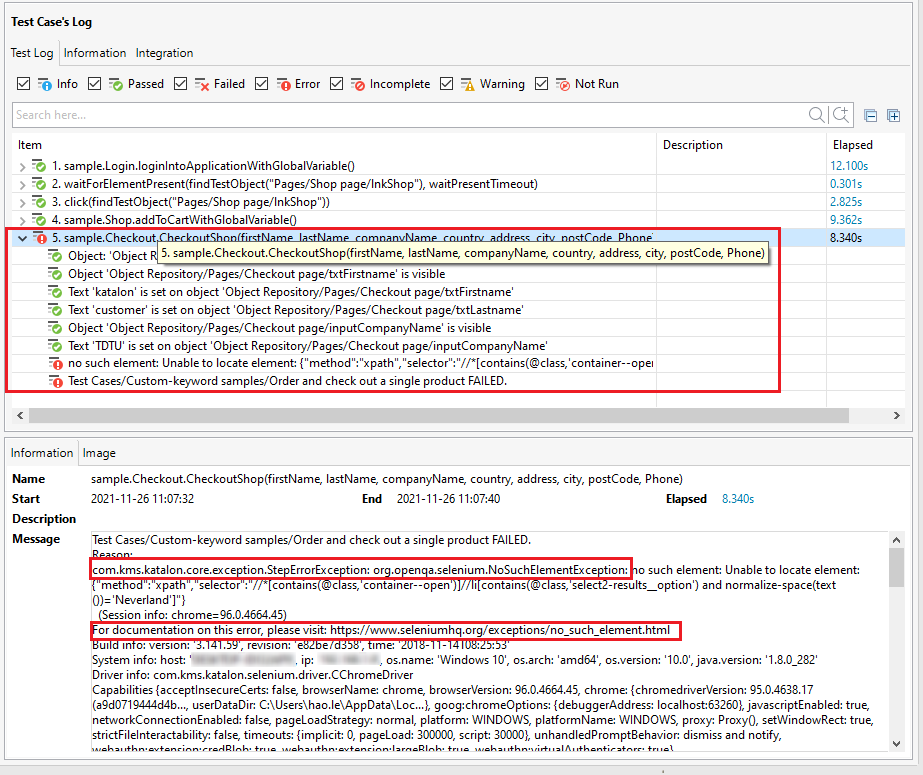 Test Case's Log
Test Log Information Integration
Info Passed Failed Error Incomplete Warning Not Run
Search here...
Item Description Elapsed
1. sample.Login.loginIntoApplicationWithGlobalVariable() 12.100s
2. waitForElementPresent(findTestObject("Pages/Shop page/InkShop"), waitPresentTimeout) 0.301s
3. click(findTestObject("Pages/Shop page/InkShop")) 2.825s
4. sample.Shop.addToCartWithGlobalVariable() 9.362s
5. sample.Checkout.CheckoutShop(firstName, lastName, companyName, country, address, city, postCode, Phone) 8.340s
Object: 'Object R
5. sample.Checkout.CheckoutShop(firstName, lastName, companyName, country, address, city, postCode, Phone)
Object 'Object Repository/Pages/Checkout page/txtFirstname' is visible
Text 'katalon' is set on object 'Object Repository/Pages/Checkout page/txtFirstname'
Text 'customer' is set on object 'Object Repository/Pages/Checkout page/txtLastname'
Object 'Object Repository/Pages/Checkout page/inputCompanyName' is visible
Text 'TDTU' is set on object 'Object Repository/Pages/Checkout page/inputCompanyName'
no such element: Unable to locate element: {"method":"xpath","selector":"//*[contains(@class,'container--oper
Test Cases/Custom-keyword samples/Order and check out a single product FAILED.
Information Image
Name sample.Checkout.CheckoutShop(firstName, lastName, companyName, country, address, city, postCode, Phone)
Start 2021-11-26 11:07:32 End 2021-11-26 11:07:40 Elapsed 8.340s
Description
Message Test Cases/Custom-keyword samples/Order and check out a single product FAILED.
Reason:
com.kms.katalon.core.exception.StepErrorException: org.openqa.selenium.NoSuchElementException: no such element: Unable to locate element:
{"method":"xpath","selector":"//*[contains(@class,'container--open')]//li[contains(@class,'select2-results__option') and normalize-space(text
())='Neverland']"}
(Session info: chrome=96.0.4664.45)
For documentation on this error, please visit: https://www.seleniumhq.org/exceptions/no_such_element.html
Build info: version: '3.141.59', revision: 'e82be7d358', time: '2018-11-14T08:25:53'
System info: host: ', ip: ', os.name: 'Windows 10', os.arch: 'amd64', os.version: '10.0', java.version: '1.8.0_282'
Driver info: com.kms.katalon.selenium.driver.CChromeDriver
Capabilities {acceptInsecureCerts: false, browserName: chrome, browserVersion: 96.0.4664.45, chrome: {chromedriverVersion: 95.0.4638.17
(a9d0719444d4b..., userDataDir: C:\Users\hao.le\AppData\Loc...}, goog:chromeOptions: {debuggerAddress: localhost:63260}, javascriptEnabled: true,
networkConnectionEnabled: false, pageLoadStrategy: normal, platform: WINDOWS, platformName: WINDOWS, proxy: Proxy(), setWindowRect: true,
strictFileInteractability: false, timeouts: {implicit: 0, pageLoad: 300000, script: 30000}, unhandledPromptBehavior: dismiss and notify,
webauthn:extension:credBlob: true, webauthn:extension:largeBlob: true, webauthn:virtualAuthenticators: true}